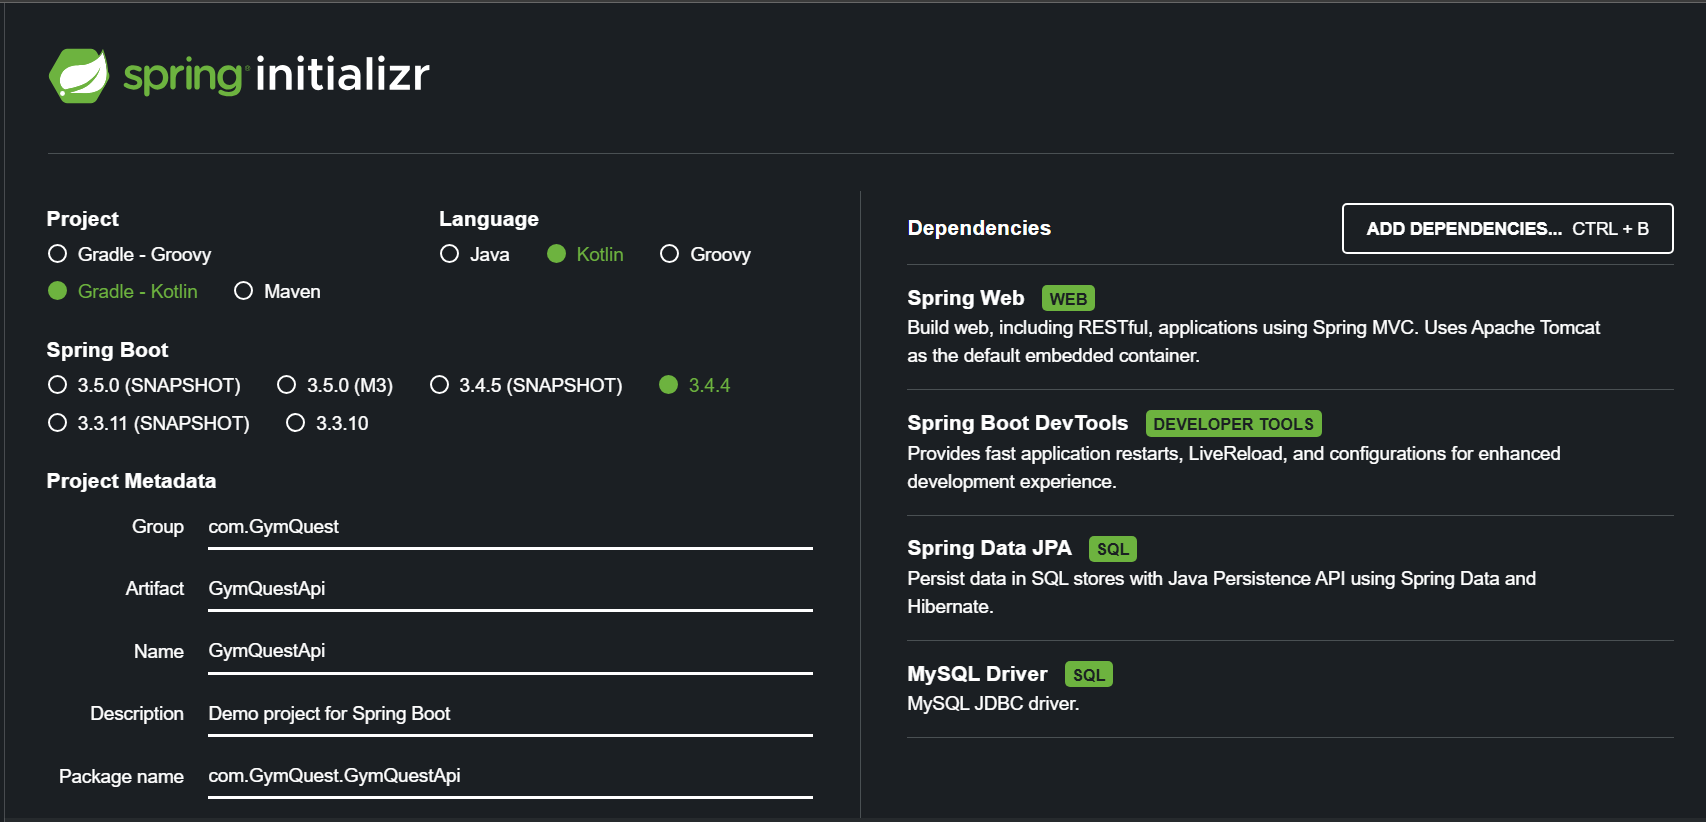 spring initializr
Project
Gradle - Groovy
Gradle - Kotlin Maven
Language
Java Kotlin Groovy
Spring Boot
3.5.0 (SNAPSHOT) 3.5.0 (M3) 3.4.5 (SNAPSHOT) 3.4.4
3.3.11 (SNAPSHOT) 3.3.10
Project Metadata
Group com.GymQuest
Artifact GymQuestApi
Name GymQuestApi
Description Demo project for Spring Boot
Package name com.GymQuest.GymQuestApi
Dependencies
ADD DEPENDENCIES... CTRL + B
Spring Web WEB
Build web, including RESTful, applications using Spring MVC. Uses Apache Tomcat
as the default embedded container.
Spring Boot DevTools DEVELOPER TOOLS
Provides fast application restarts, LiveReload, and configurations for enhanced
development experience.
Spring Data JPA SQL
Persist data in SQL stores with Java Persistence API using Spring Data and
Hibernate.
MySQL Driver SQL
MySQL JDBC driver.